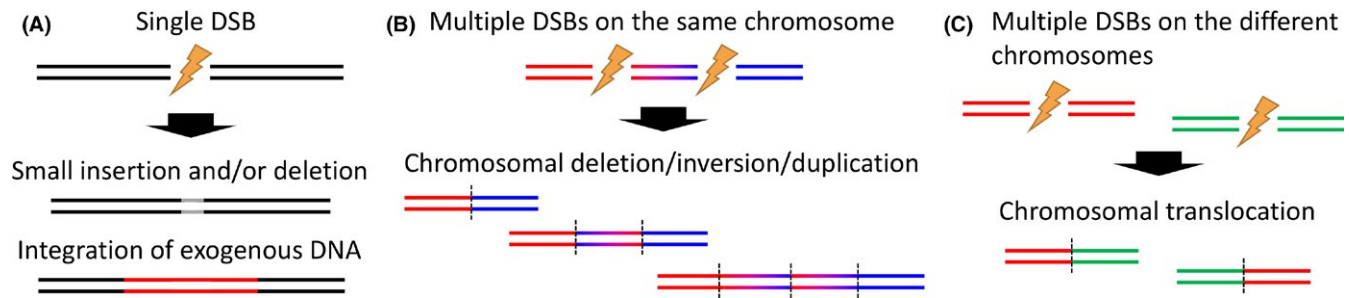 (A) Single DSB
Small insertion and/or deletion
Integration of exogenous DNA
(B) Multiple DSBs on the same chromosome
Chromosomal deletion/inversion/duplication
(C) Multiple DSBs on the different
chromosomes
Chromosomal translocation